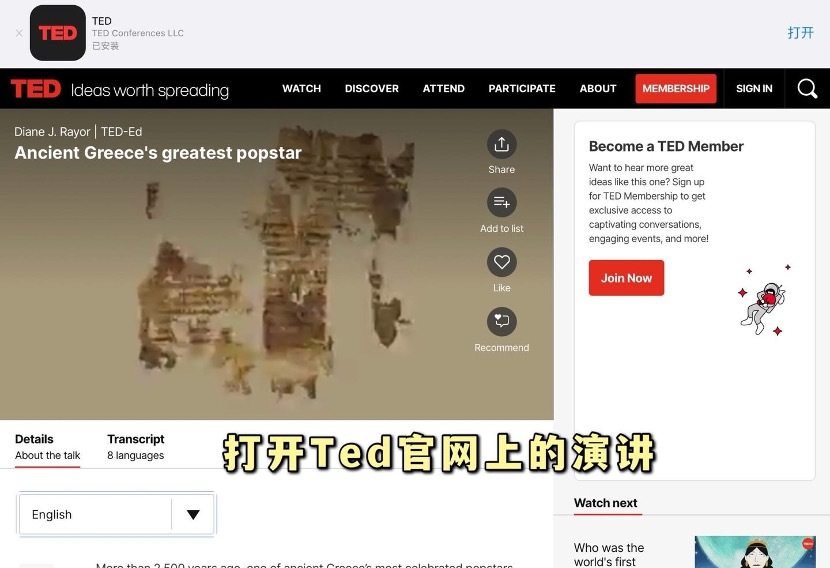 TED
TED Conferences LLC
已安装
打开
TED Ideas worth spreading
WATCH DISCOVER ATTEND PARTICIPATE ABOUT MEMBERSHIP SIGN IN
Diane J. Rayor | TED-Ed
Ancient Greece's greatest popstar
Share
Add to list
Like
Recommend
Become a TED Member
Want to hear more great
ideas like this one? Sign up
for TED Membership to get
exclusive access to
captivating conversations,
engaging events, and more!
Join Now
Details
About the talk
Transcript
8 languages
打开Ted官网上的演讲
English
More than 2,500 years ago, one of ancient Greece's most celebrated popstars
Watch next
Who was the
world's first